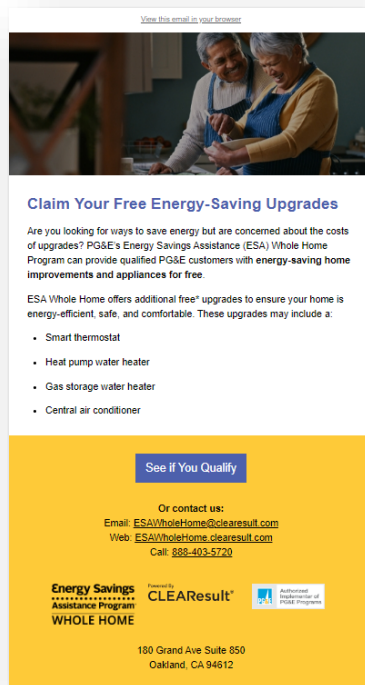 View this email in your browser
Claim Your Free Energy-Saving Upgrades
Are you looking for ways to save energy but are concerned about the costs
of upgrades? PG&E's Energy Savings Assistance (ESA) Whole Home
Program can provide qualified PG&E customers with energy-saving home
improvements and appliances for free.
ESA Whole Home offers additional free* upgrades to ensure your home is
energy-efficient, safe, and comfortable. These upgrades may include a:
• Smart thermostat
• Heat pump water heater
• Gas storage water heater
• Central air conditioner
See if You Qualify
Or contact us:
Email: ESAWholeHome@clearesult.com
Web: ESAWholeHome.clearesult.com
Call: 888-403-5720
Energy Savings
Assistance Program
WHOLE HOME
Powered By
CLEAResult®
PG&E
Authorized
Implementer of
PG&E Programs
180 Grand Ave Suite 850
Oakland, CA 94612